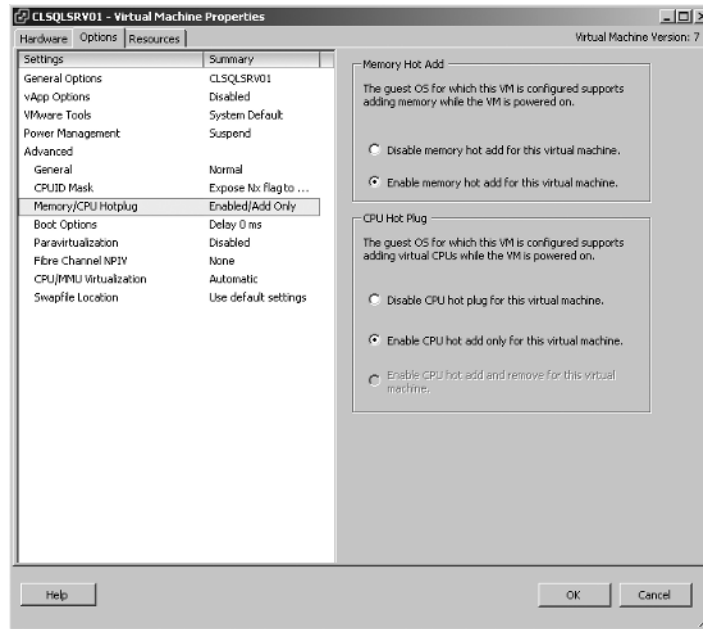 CLSQLSRV01 - Virtual Machine Properties
Hardware Options Resources Virtual Machine Version: 7
Settings Summary
General Options CLSQLSRV01
vApp Options Disabled
VMware Tools System Default
Power Management Suspend
Advanced
General Normal
CPUID Mask Expose Nx flag to ...
Memory/CPU Hotplug Enabled/Add Only
Boot Options Delay 0 ms
Paravirtualization Disabled
Fibre Channel NPIV None
CPU/MMU Virtualization Automatic
Swapfile Location Use default settings
Memory Hot Add
The guest OS for which this VM is configured supports
adding memory while the VM is powered on.
Disable memory hot add for this virtual machine.
Enable memory hot add for this virtual machine.
CPU Hot Plug
The guest OS for which this VM is configured supports
adding virtual CPUs while the VM is powered on.
Disable CPU hot plug for this virtual machine.
Enable CPU hot add only for this virtual machine.
Enable CPU hot add and remove for this virtual
machine.
Help OK Cancel